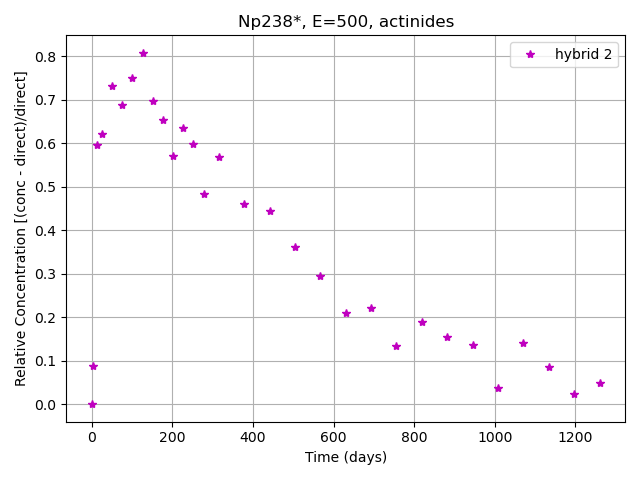 Np238*, E=500, actinides
hybrid 2
Relative Concentration [(conc - direct)/direct]
0.8
0.7
0.6
0.5
0.4
0.3
0.2
0.1
0.0
0 200 400 600 800 1000 1200
Time (days)